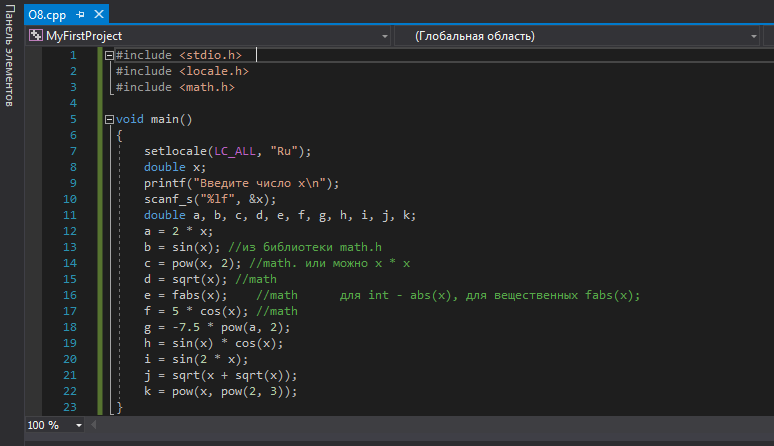 Панель элементов
O8.cpp
MyFirstProject (Глобальная область)
1 #include <stdio.h>
2 #include <locale.h>
3 #include <math.h>
4
5 void main()
6 {
7 setlocale(LC_ALL, "Ru");
8 double x;
9 printf("Введите число x\n");
10 scanf_s("%lf", &x);
11 double a, b, c, d, e, f, g, h, i, j, k;
12 a = 2 * x;
13 b = sin(x); //из библиотеки math.h
14 c = pow(x, 2); //math. или можно x * x
15 d = sqrt(x); //math
16 e = fabs(x); //math для int - abs(x), для вещественных fabs(x);
17 f = 5 * cos(x); //math
18 g = -7.5 * pow(a, 2);
19 h = sin(x) * cos(x);
20 i = sin(2 * x);
21 j = sqrt(x + sqrt(x));
22 k = pow(x, pow(2, 3));
23 }
100 %